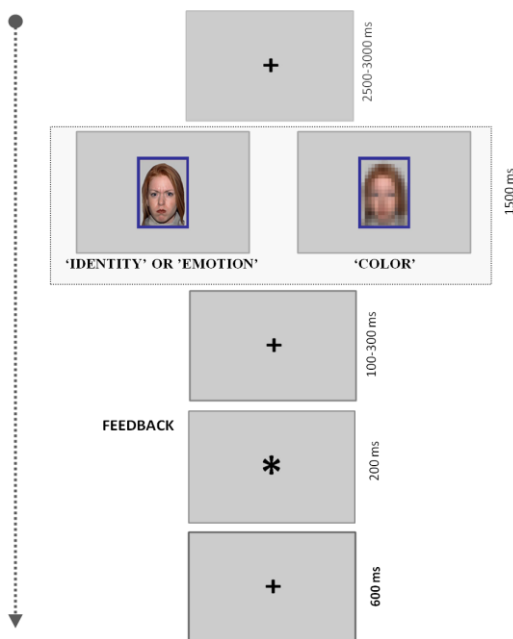 +
2500-3000 ms
'IDENTITY' OR 'EMOTION'
'COLOR'
1500 ms
+
100-300 ms
FEEDBACK
*
200 ms
+
600 ms